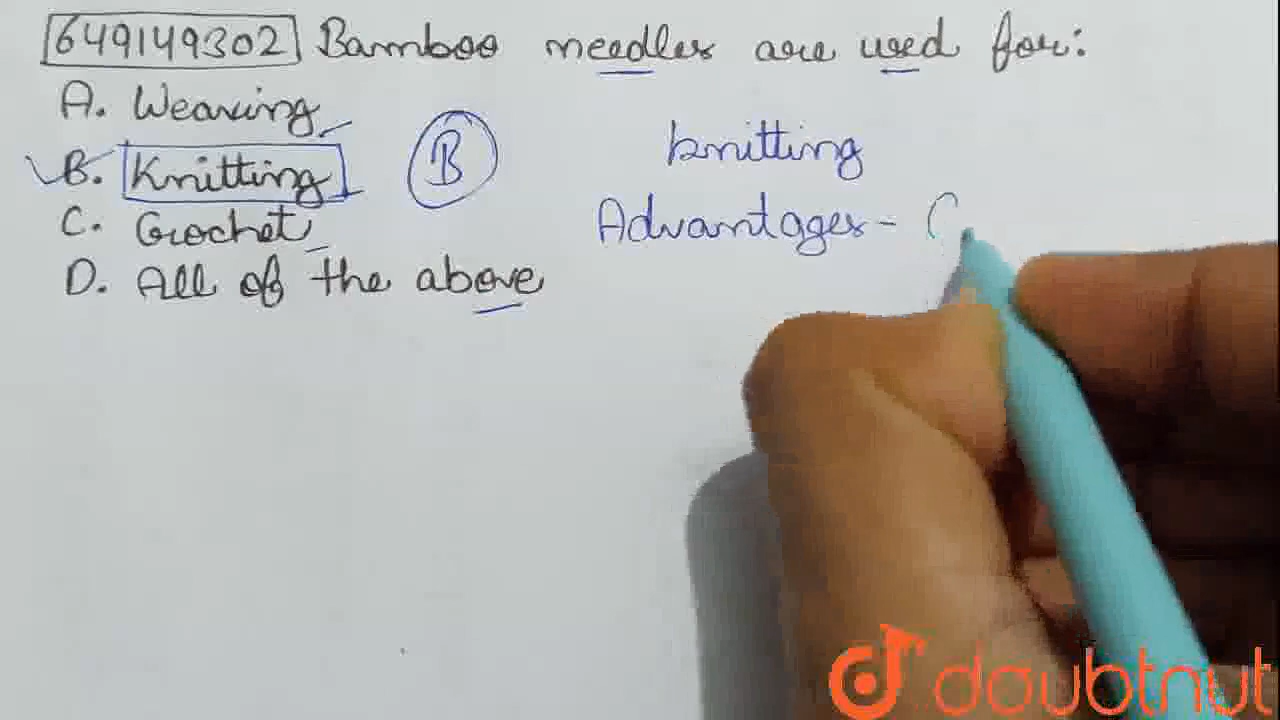 649149302 Bamboo needles are used for:
A. Weaving
B. Knitting
B
C. Crochet
D. All of the above
knitting
Advantages - (
doubtnut